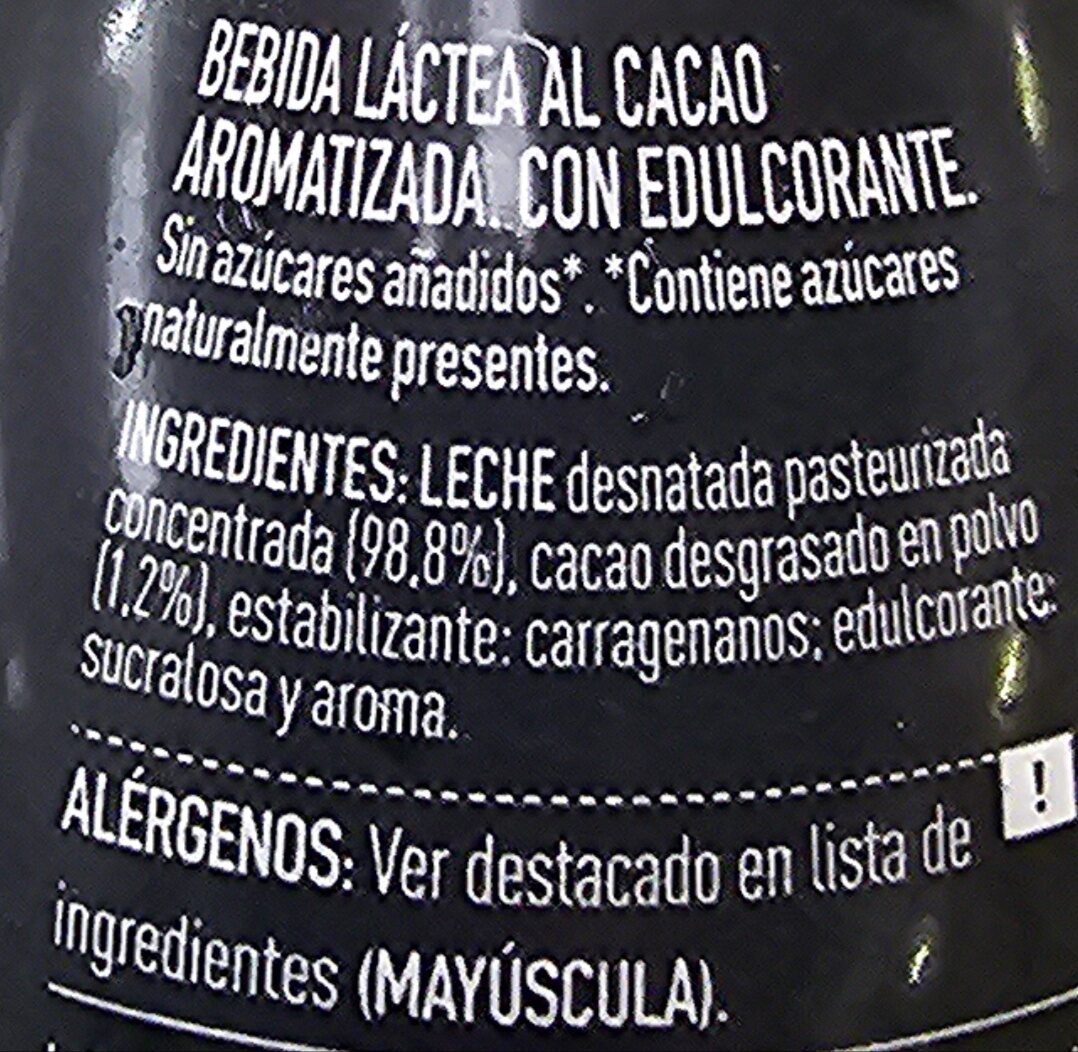 BEBIDA LÁCTEA AL CACAO
AROMATIZADA. CON EDULCORANTE.
Sin azúcares añadidos*. *Contiene azúcares
naturalmente presentes.
INGREDIENTES: LECHE desnatada pasteurizada
concentrada (98.8%), cacao desgrasado en polvo
(1.2%), estabilizante: carragenanos; edulcorante:
sucralosa y aroma.
!
ALÉRGENOS: Ver destacado en lista de
ingredientes (MAYÚSCULA).